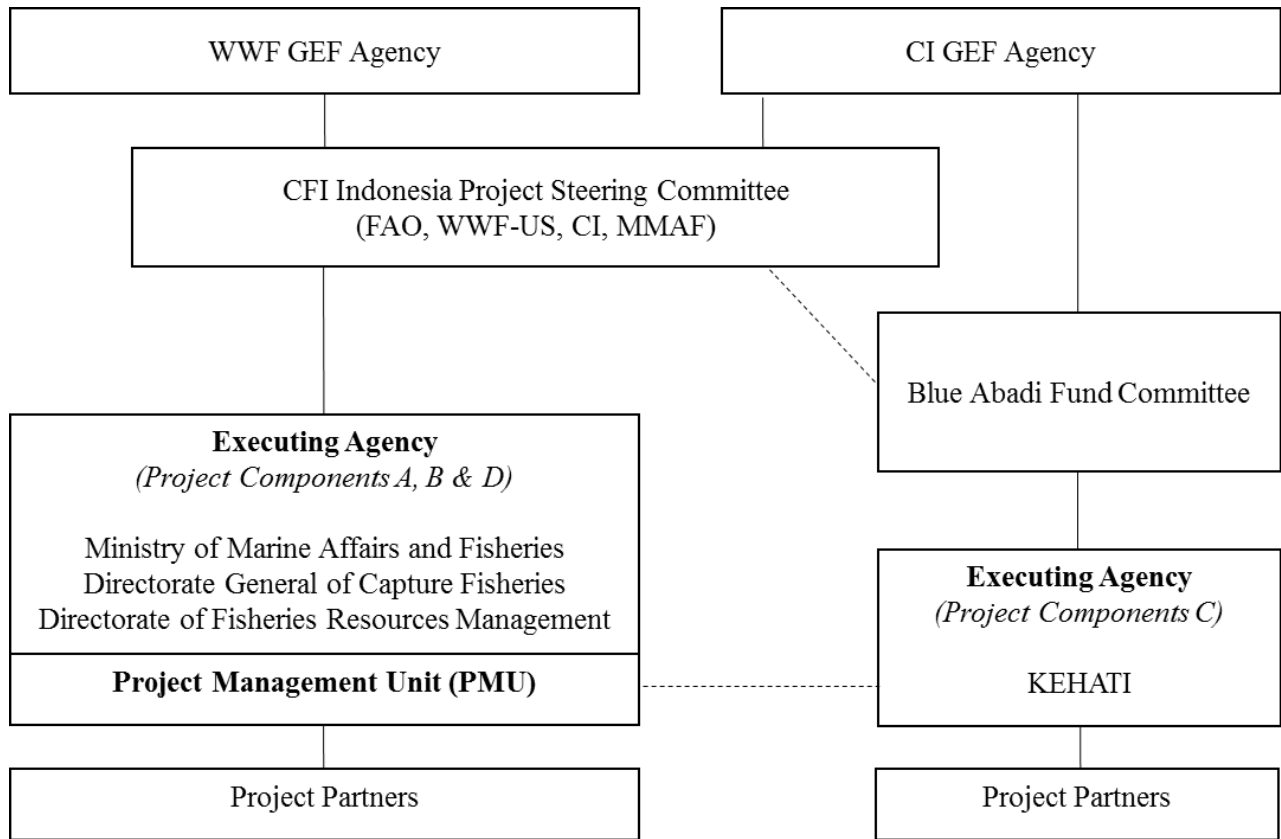 WWF GEF Agency
CI GEF Agency
CFI Indonesia Project Steering Committee
(FAO, WWF-US, CI, MMAF)
Blue Abadi Fund Committee
Executing Agency
(Project Components A, B & D)
Ministry of Marine Affairs and Fisheries
Directorate General of Capture Fisheries
Directorate of Fisheries Resources Management
Project Management Unit (PMU)
Executing Agency
(Project Components C)
KEHATI
Project Partners
Project Partners